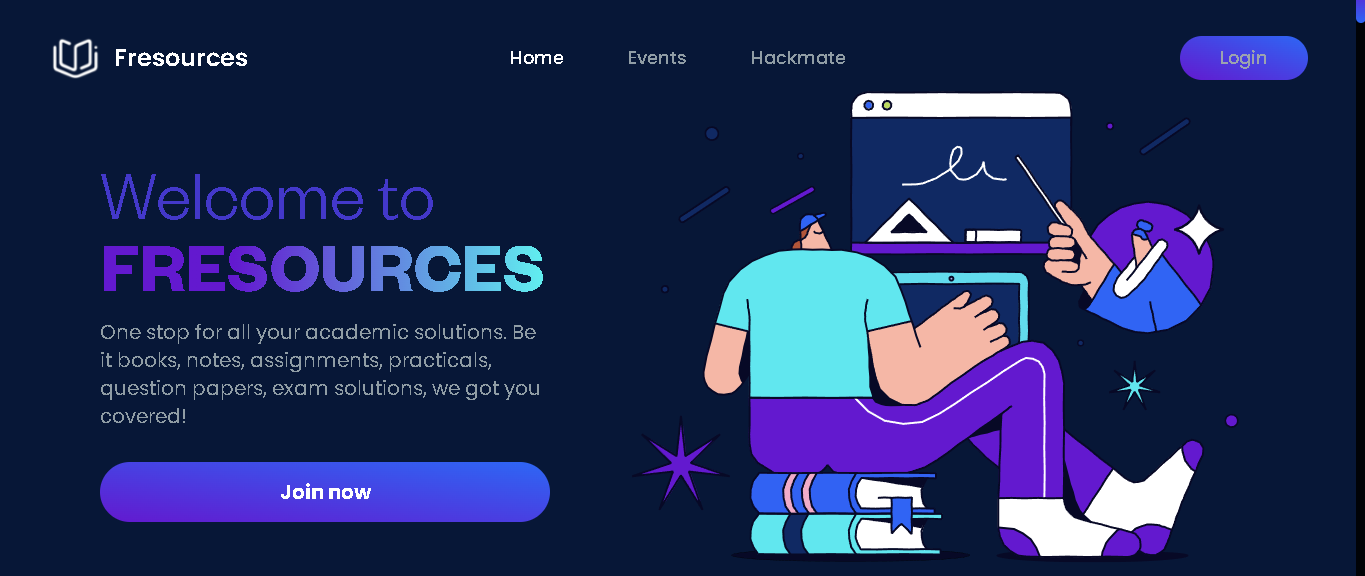 Fresources
Home
Events
Hackmate
Login
Welcome to
FRESOURCES
One stop for all your academic solutions. Be
it books, notes, assignments, practicals,
question papers, exam solutions, we got you
covered!
Join now